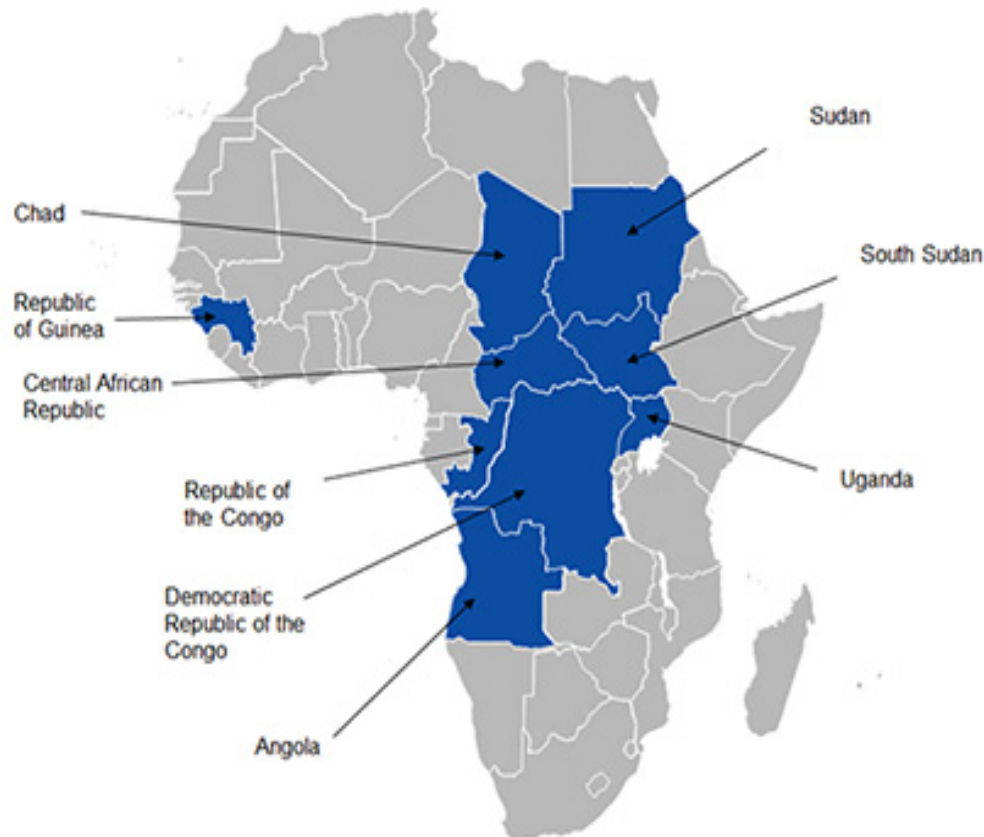 Sudan
Chad
South Sudan
Republic
of Guinea
Central African
Republic
Uganda
Republic of
the Congo
Democratic
Republic of the
Congo
Angola